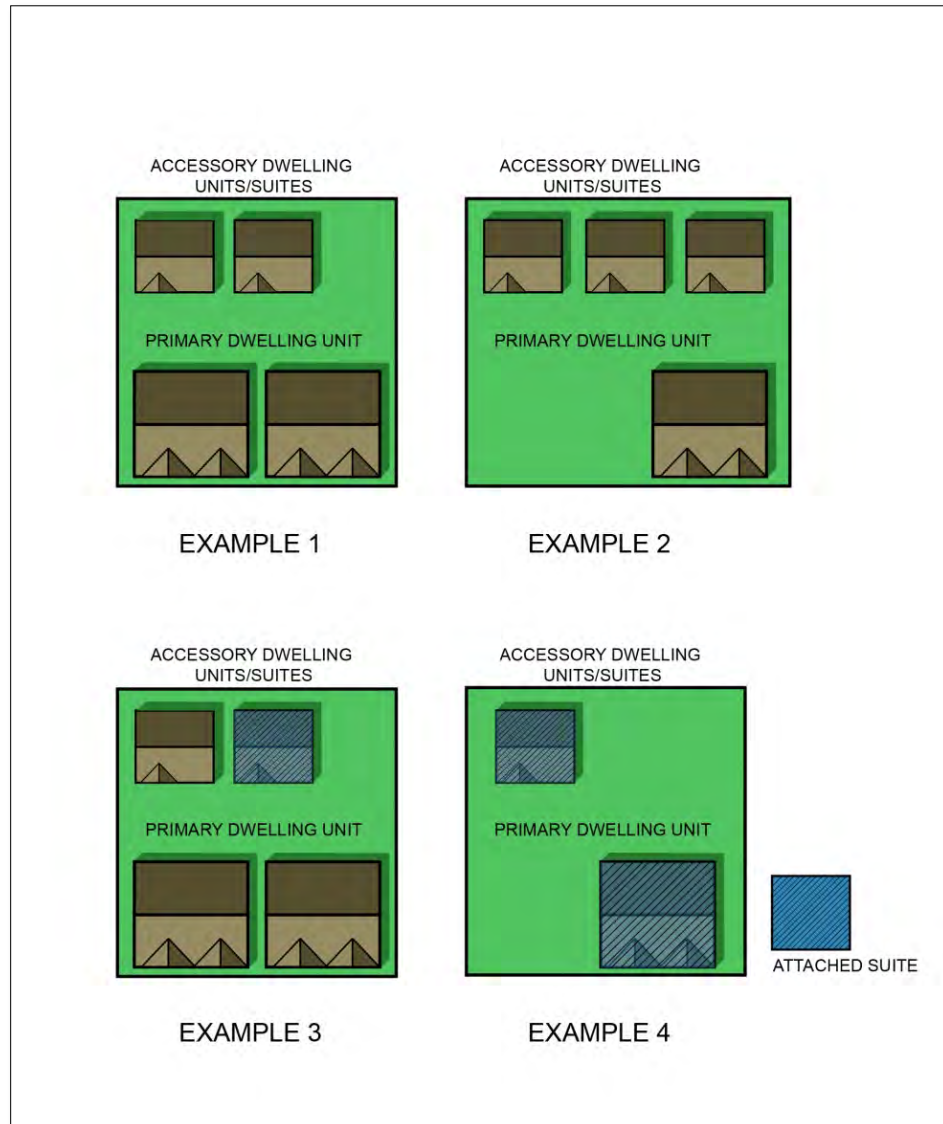 ACCESSORY DWELLING
UNITS/SUITES
PRIMARY DWELLING UNIT
EXAMPLE 1
ACCESSORY DWELLING
UNITS/SUITES
PRIMARY DWELLING UNIT
EXAMPLE 2
ACCESSORY DWELLING
UNITS/SUITES
PRIMARY DWELLING UNIT
EXAMPLE 3
ACCESSORY DWELLING
UNITS/SUITES
PRIMARY DWELLING UNIT
EXAMPLE 4
ATTACHED SUITE